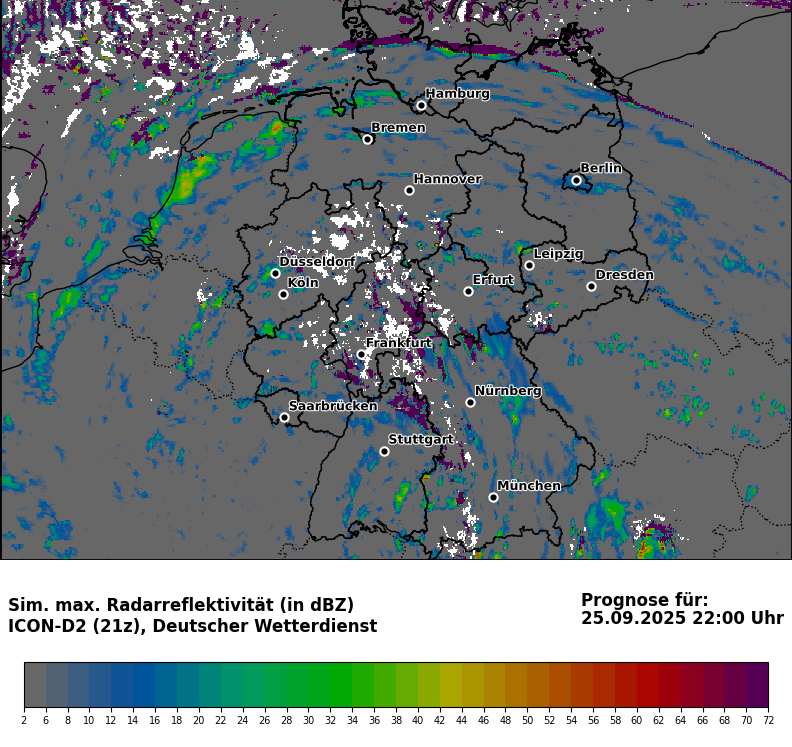 Hamburg
Bremen
Berlin
Hannover
Leipzig
Düsseldorf
Dresden
Köln
Erfurt
Frankfurt
Nürnberg
Saarbrücken
Stuttgart
München
Sim. max. Radarreflektivität (in dBZ)
ICON-D2 (21z), Deutscher Wetterdienst
Prognose für:
25.09.2025 22:00 Uhr
2 6 8 10 12 14 16 18 20 22 24 26 28 30 32 34 36 38 40 42 44 46 48 50 52 54 56 58 60 62 64 66 68 70 72